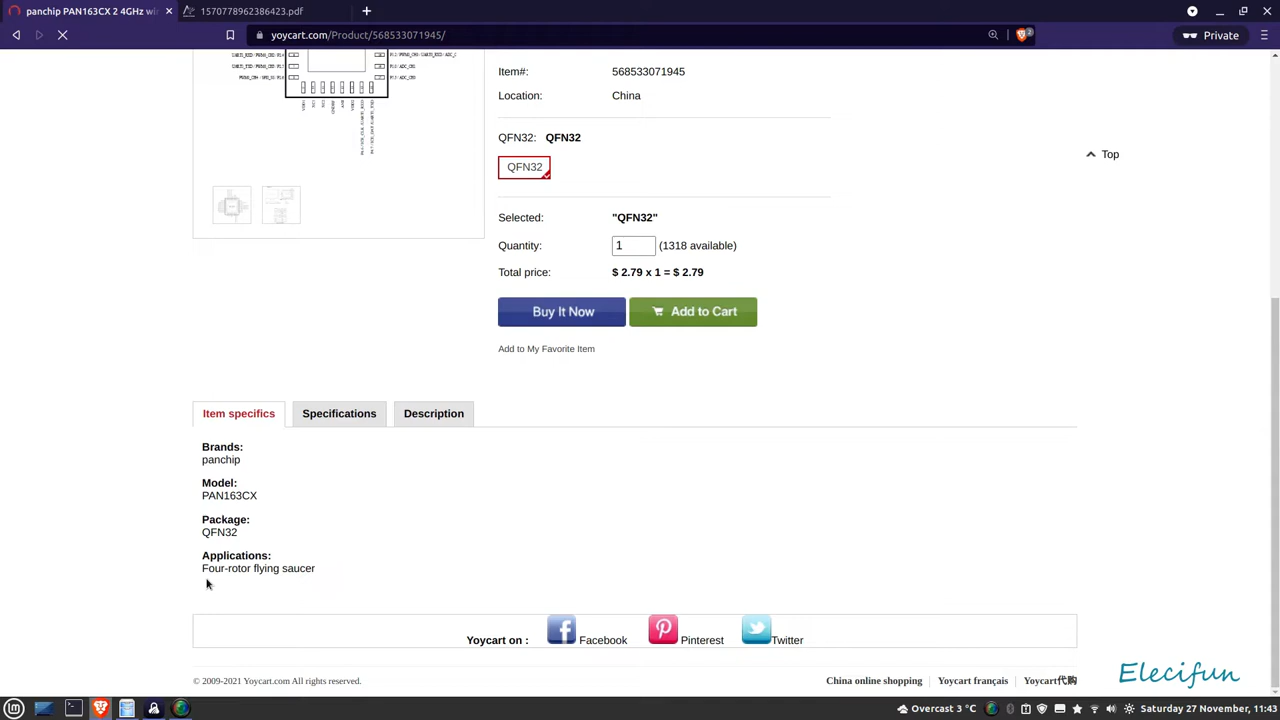 panchip PAN163CX 2 4GHz wi
1570778962386423.pdf
yoycart.com/Product/568533071945/
2
Private
Item#:
568533071945
Location:
China
QFN32:
QFN32
QFN32
Top
Selected:
"QFN32"
Quantity:
1
(1318 available)
Total price:
$ 2.79 x 1 = $ 2.79
Buy It Now
Add to Cart
Add to My Favorite Item
Item specifics
Specifications
Description
Brands:
panchip
Model:
PAN163CX
Package:
QFN32
Applications:
Four-rotor flying saucer
Yoycart on :
Facebook
Pinterest
Twitter
© 2009-2021 Yoycart.com All rights reserved.
China online shopping
Yoycart français
Yoycart代购
Elecifun
Overcast 3 °C
Saturday 27 November, 11:43